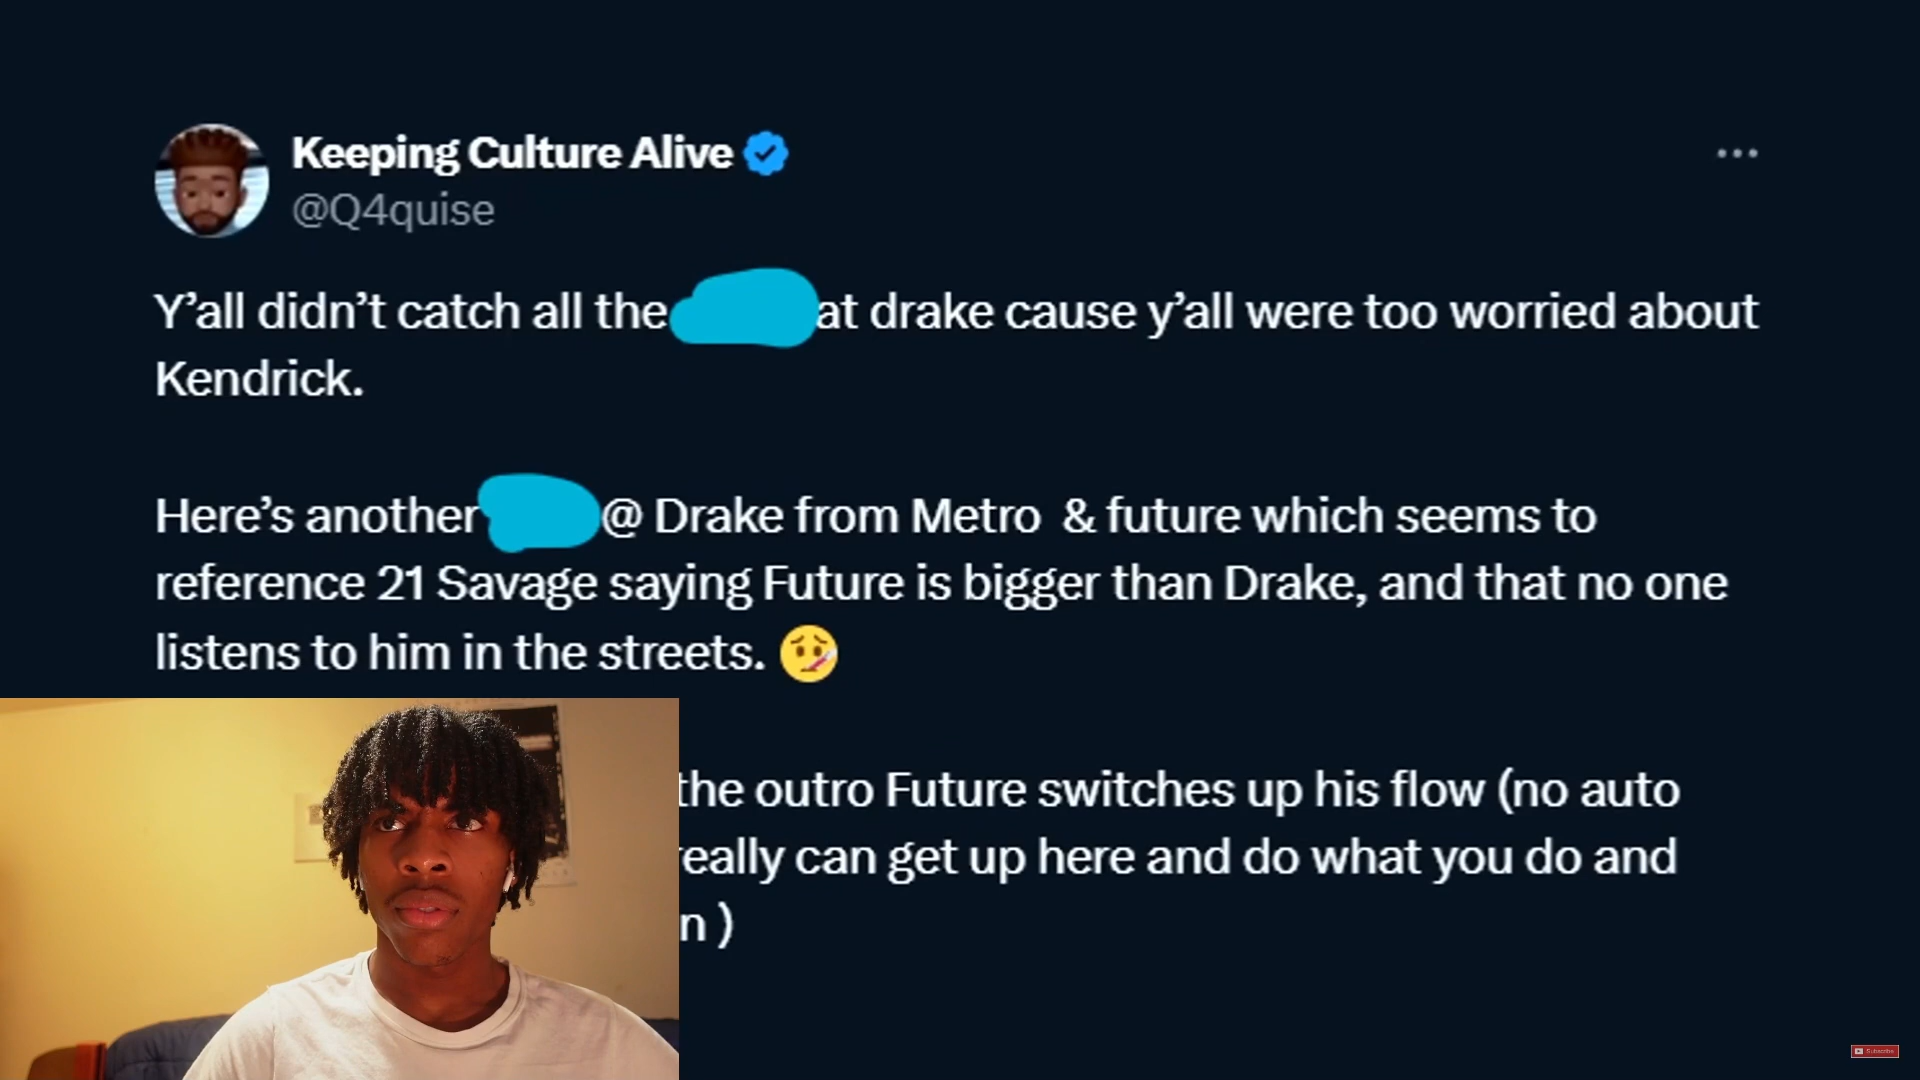 Keeping Culture Alive
@Q4quise
Y’all didn’t catch all the at drake cause y’all were too worried about
Kendrick.
Here’s another @ Drake from Metro & future which seems to
reference 21 Savage saying Future is bigger than Drake, and that no one
listens to him in the streets.
the outro Future switches up his flow (no auto
really can get up here and do what you do and
n )
Subscribe